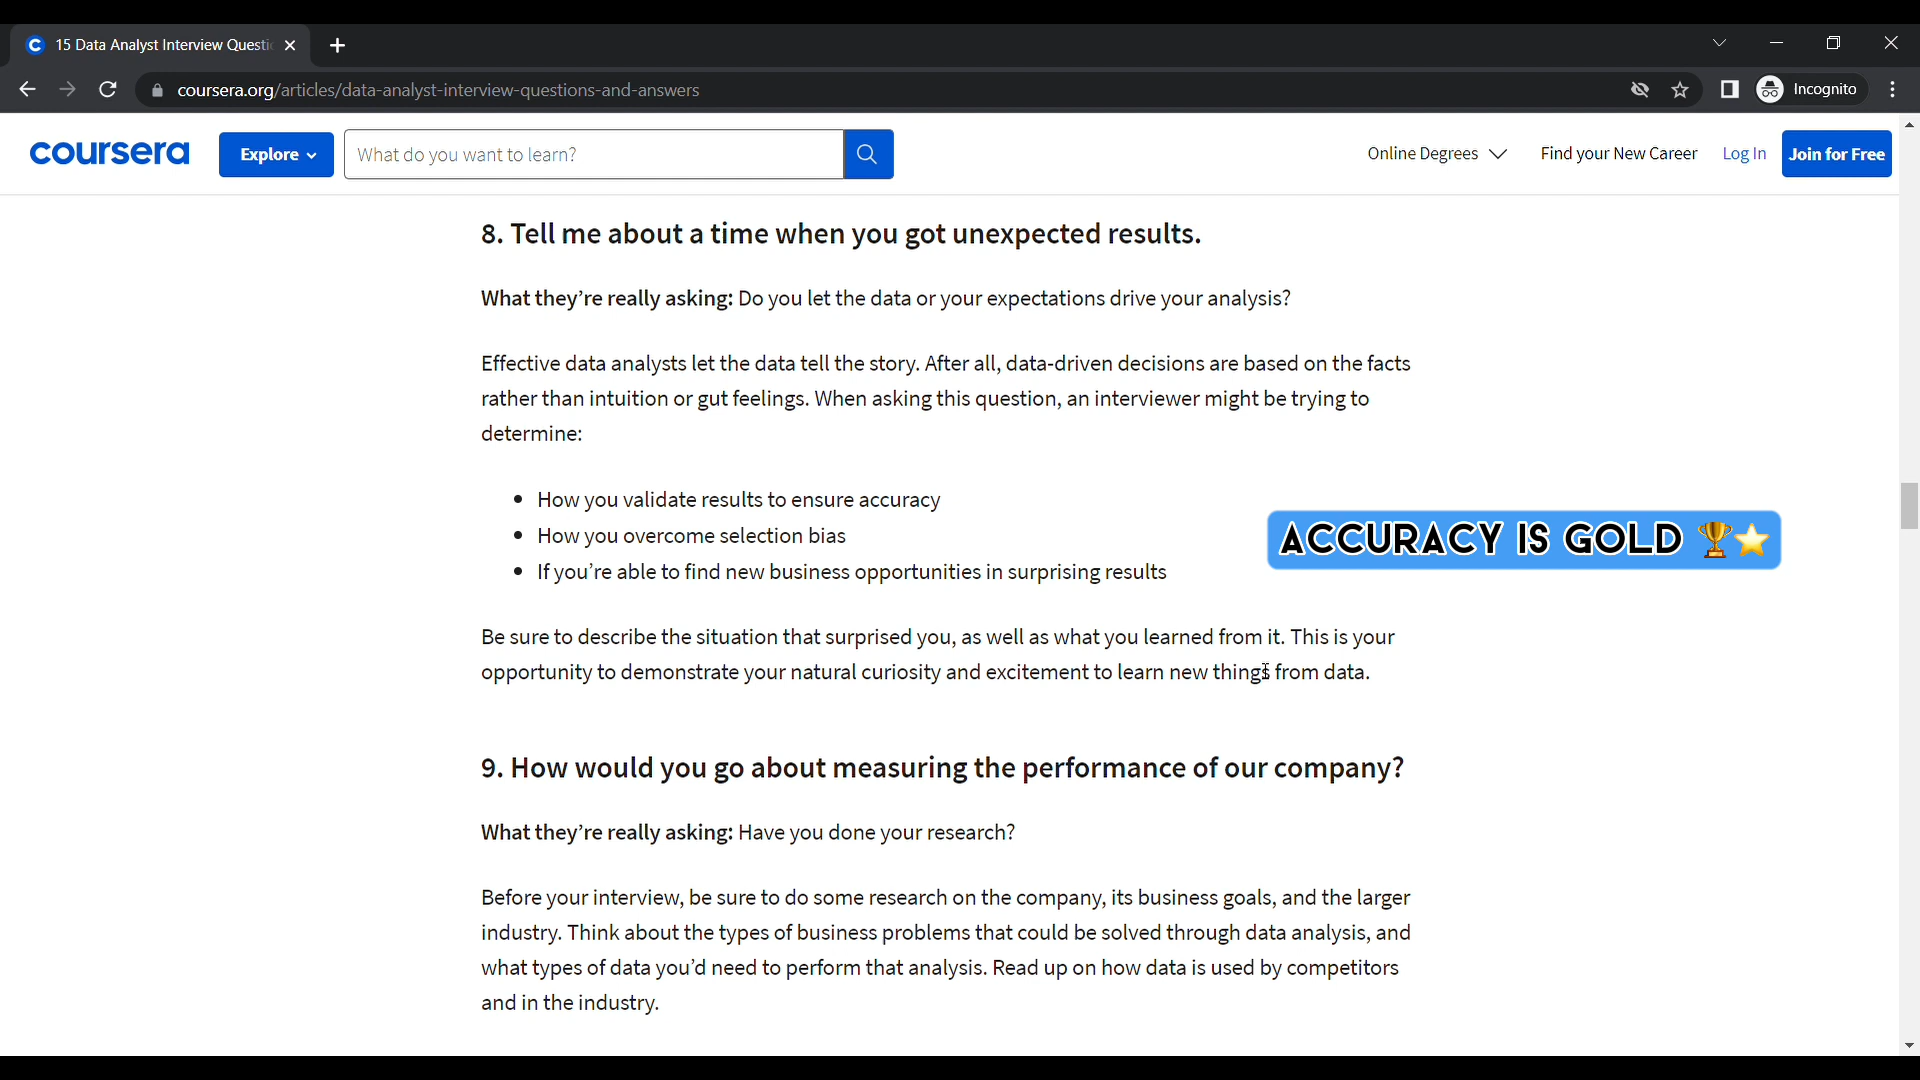 15 Data Analyst Interview Questi
coursera.org/articles/data-analyst-interview-questions-and-answers
Incognito
coursera
Explore
What do you want to learn?
Online Degrees
Find your New Career
Log In
Join for Free
8. Tell me about a time when you got unexpected results.
What they’re really asking: Do you let the data or your expectations drive your analysis?
Effective data analysts let the data tell the story. After all, data-driven decisions are based on the facts
rather than intuition or gut feelings. When asking this question, an interviewer might be trying to
determine:
• How you validate results to ensure accuracy
• How you overcome selection bias
• If you’re able to find new business opportunities in surprising results
ACCURACY IS GOLD 🏆⭐
Be sure to describe the situation that surprised you, as well as what you learned from it. This is your
opportunity to demonstrate your natural curiosity and excitement to learn new things from data.
9. How would you go about measuring the performance of our company?
What they’re really asking: Have you done your research?
Before your interview, be sure to do some research on the company, its business goals, and the larger
industry. Think about the types of business problems that could be solved through data analysis, and
what types of data you’d need to perform that analysis. Read up on how data is used by competitors
and in the industry.